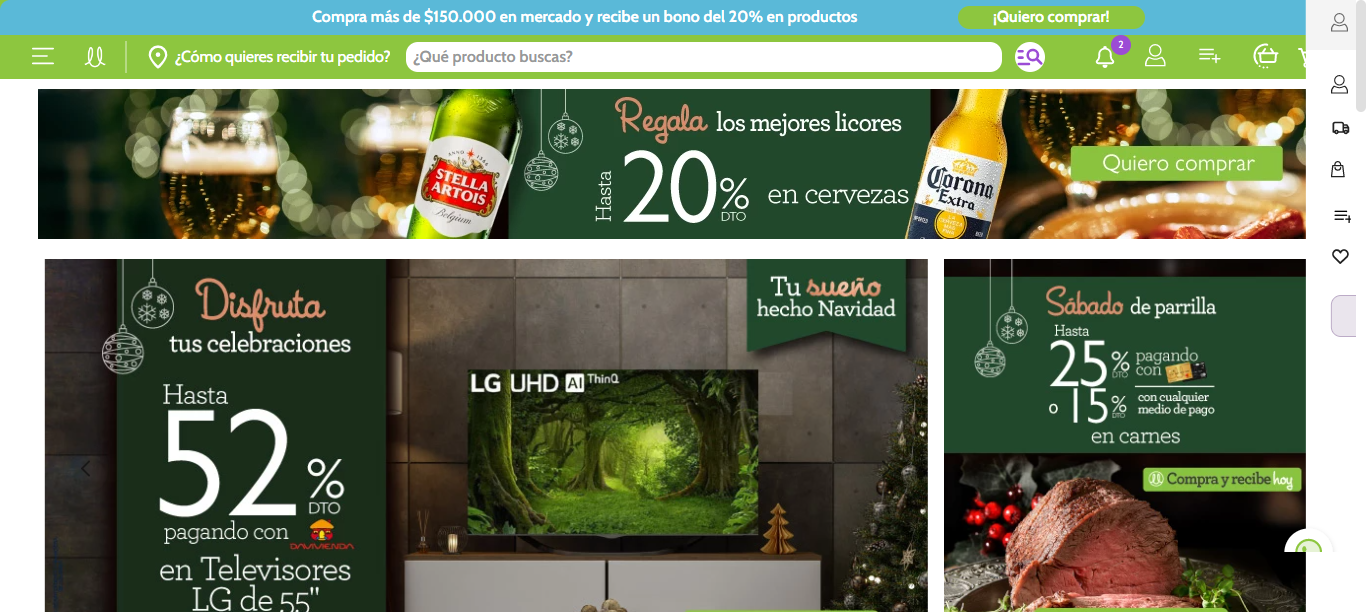 Compra más de $150.000 en mercado y recibe un bono del 20% en productos
¡Quiero comprar!
¿Cómo quieres recibir tu pedido?
¿Qué producto buscas?
2
Regala los mejores licores
Hasta 20% DTO en cervezas
Quiero comprar
ANNO 1366
STELLA
ARTOIS
Belgium
Corona
Extra
Disfruta
tus celebraciones
Hasta
52% DTO
pagando con DAVIVIENDA
en Televisores
LG de 55"
Tu sueño
hecho Navidad
LG UHD AI ThinQ
Sábado de parrilla
Hasta
25% DTO pagando con
o 15% DTO con cualquier medio de pago
en carnes
Compra y recibe hoy